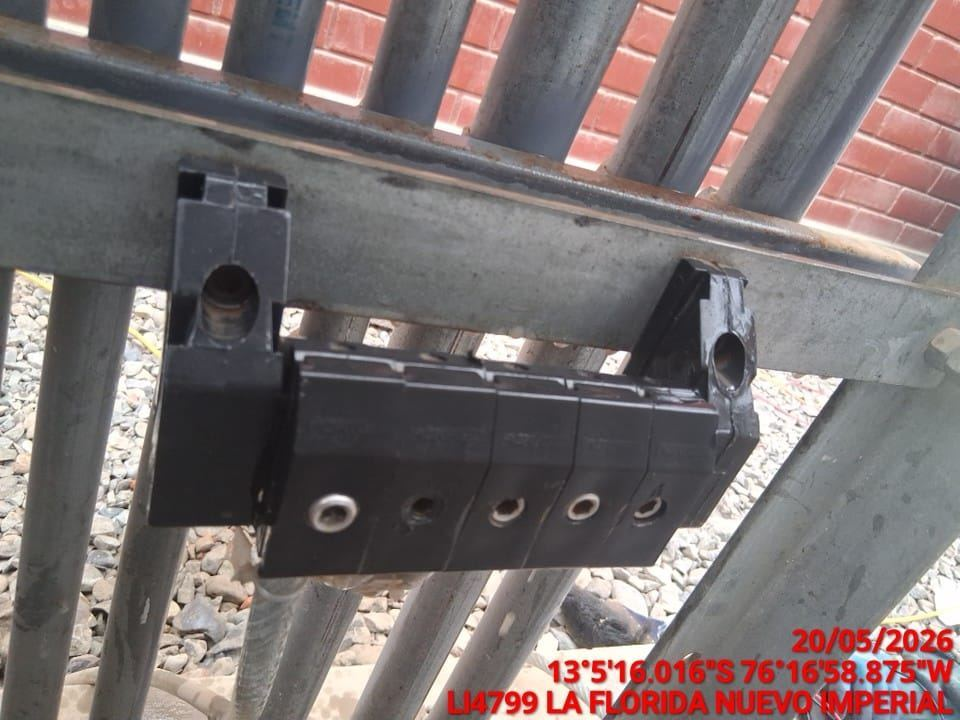 20/05/2026
13°5'16.016"S 76°16'58.875"W
LI4799 LA FLORIDA NUEVO IMPERIAL